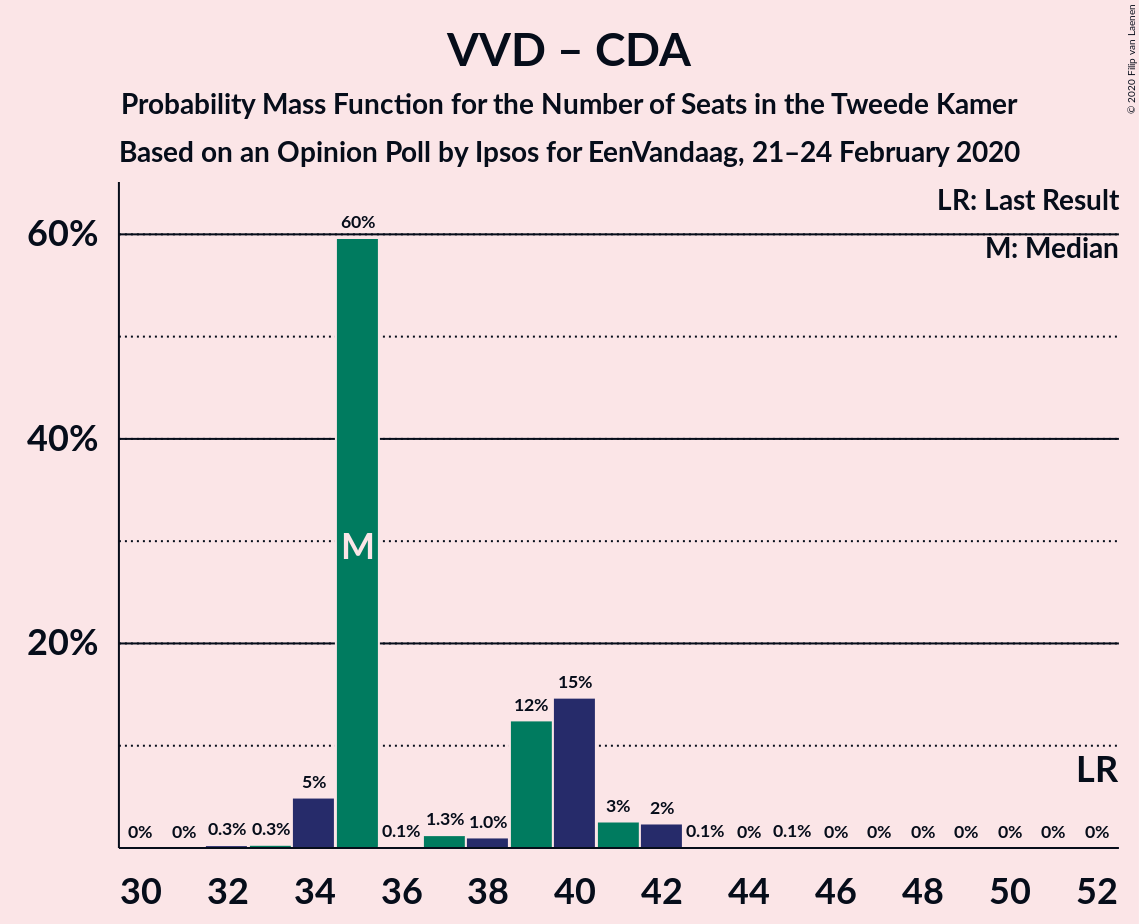 VVD – CDA
Probability Mass Function for the Number of Seats in the Tweede Kamer
Based on an Opinion Poll by Ipsos for EenVandaag, 21–24 February 2020
© 2020 Filip van Laenen
LR: Last Result
M: Median
60%
40%
20%
0% 0% 0.3% 0.3% 5% 60% 0.1% 1.3% 1.0% 12% 15% 3% 2% 0.1% 0% 0.1% 0% 0% 0% 0% 0% 0% 0%
M
LR
30 32 34 36 38 40 42 44 46 48 50 52